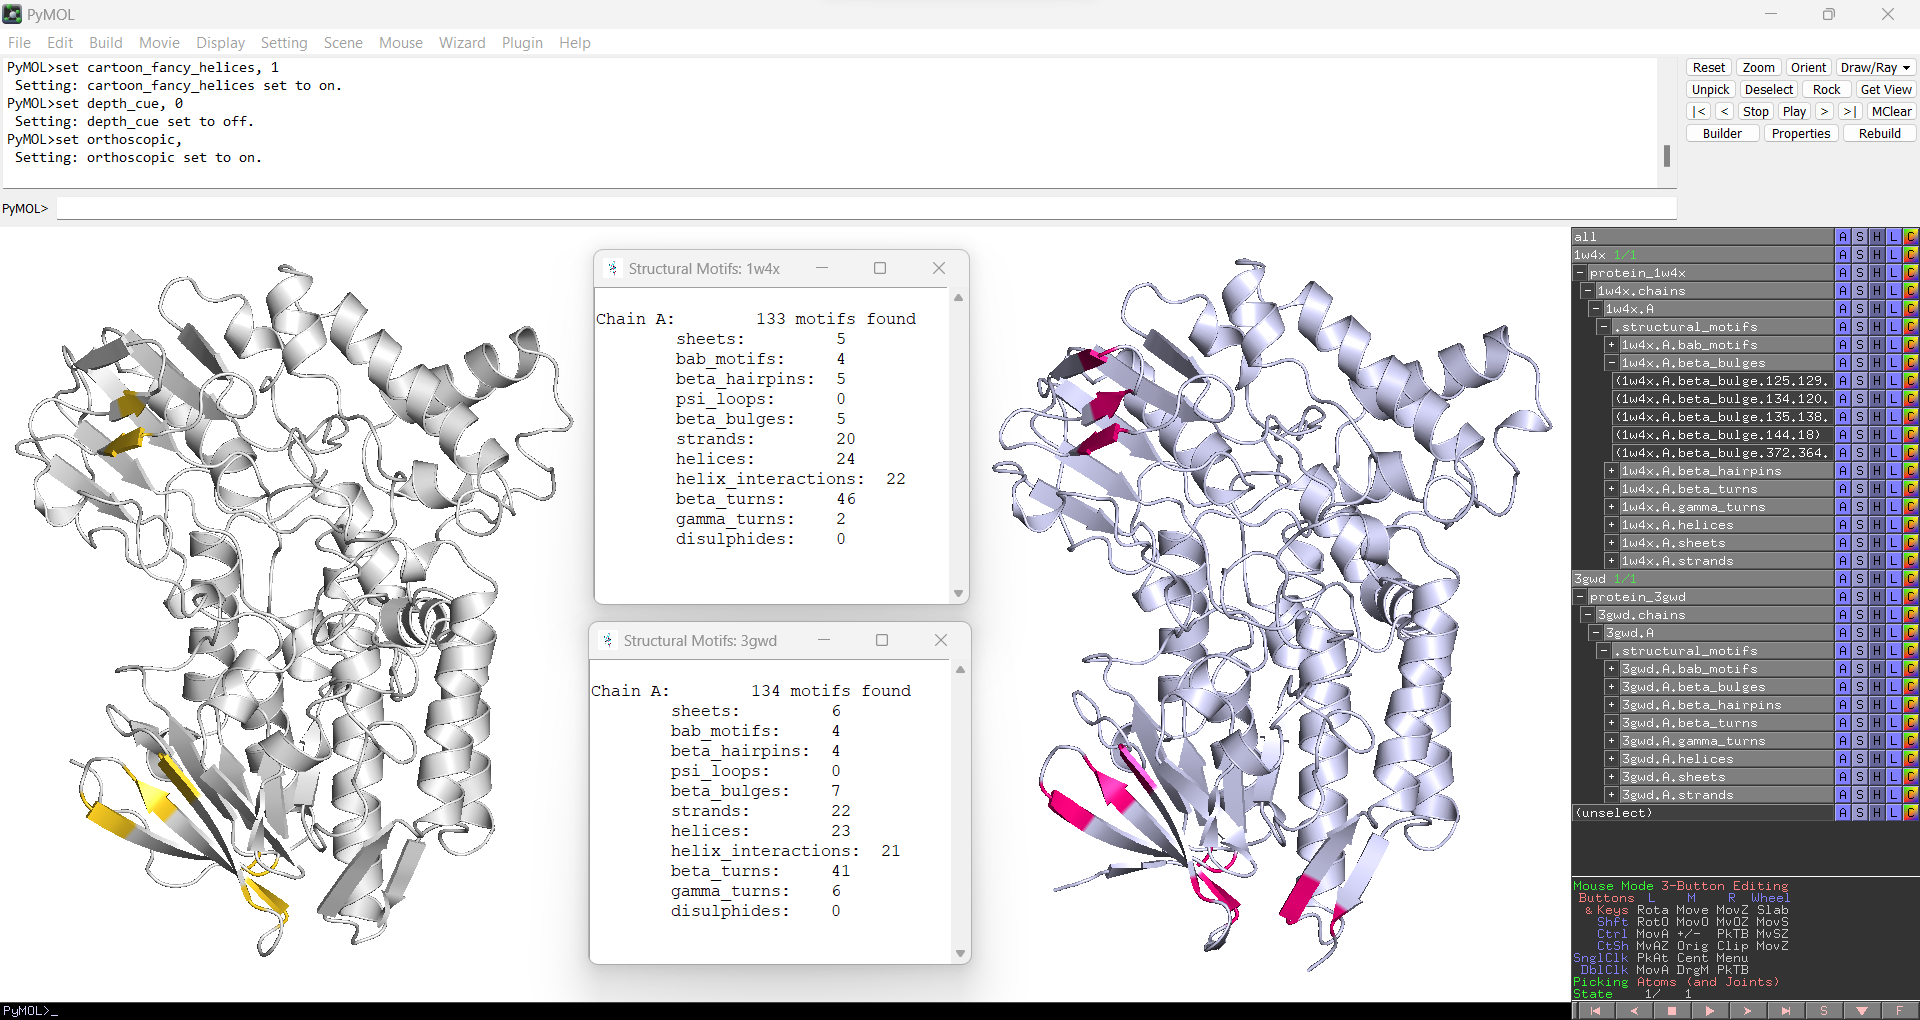 PyMOL
File Edit Build Movie Display Setting Scene Mouse Wizard Plugin Help
PyMOL>set cartoon_fancy_helices, 1
Setting: cartoon_fancy_helices set to on.
PyMOL>set depth_cue, 0
Setting: depth_cue set to off.
PyMOL>set orthoscopic,
Setting: orthoscopic set to on.
PyMOL>
Reset Zoom Orient Draw/Ray
Unpick Deselect Rock Get View
|< < Stop Play > >| MClear
Builder Properties Rebuild
Structural Motifs: 1w4x
Chain A: 133 motifs found
sheets: 5
bab_motifs: 4
beta_hairpins: 5
psi_loops: 0
beta_bulges: 5
strands: 20
helices: 24
helix_interactions: 22
beta_turns: 46
gamma_turns: 2
disulphides: 0
Structural Motifs: 3gwd
Chain A: 134 motifs found
sheets: 6
bab_motifs: 4
beta_hairpins: 4
psi_loops: 0
beta_bulges: 7
strands: 22
helices: 23
helix_interactions: 21
beta_turns: 41
gamma_turns: 6
disulphides: 0
all A S H L C
1w4x 1/1 A S H L C
- protein_1w4x A S H L C
- 1w4x.chains A S H L C
- 1w4x.A A S H L C
- .structural_motifs A S H L C
+ 1w4x.A.bab_motifs A S H L C
- 1w4x.A.beta_bulges A S H L C
(1w4x.A.beta_bulge.125.129. A S H L C
(1w4x.A.beta_bulge.134.120. A S H L C
(1w4x.A.beta_bulge.135.138. A S H L C
(1w4x.A.beta_bulge.144.18) A S H L C
(1w4x.A.beta_bulge.372.364. A S H L C
+ 1w4x.A.beta_hairpins A S H L C
+ 1w4x.A.beta_turns A S H L C
+ 1w4x.A.gamma_turns A S H L C
+ 1w4x.A.helices A S H L C
+ 1w4x.A.sheets A S H L C
+ 1w4x.A.strands A S H L C
3gwd 1/1 A S H L C
- protein_3gwd A S H L C
- 3gwd.chains A S H L C
- 3gwd.A A S H L C
- .structural_motifs A S H L C
+ 3gwd.A.bab_motifs A S H L C
+ 3gwd.A.beta_bulges A S H L C
+ 3gwd.A.beta_hairpins A S H L C
+ 3gwd.A.beta_turns A S H L C
+ 3gwd.A.gamma_turns A S H L C
+ 3gwd.A.helices A S H L C
+ 3gwd.A.sheets A S H L C
+ 3gwd.A.strands A S H L C
(unselect) A S H L C
Mouse Mode 3-Button Editing
Buttons L M R Wheel
& Keys Rota Move MovZ Slab
Shft RotO MovO MvOZ MovS
Ctrl MovA +/- PkTB MvSZ
CtSh MvAZ Orig Clip MovZ
SnglClk PkAt Cent Menu
DblClk MovA DrgM PkTB
Picking Atoms (and Joints)
State 1/ 1
PyMOL>_
S F